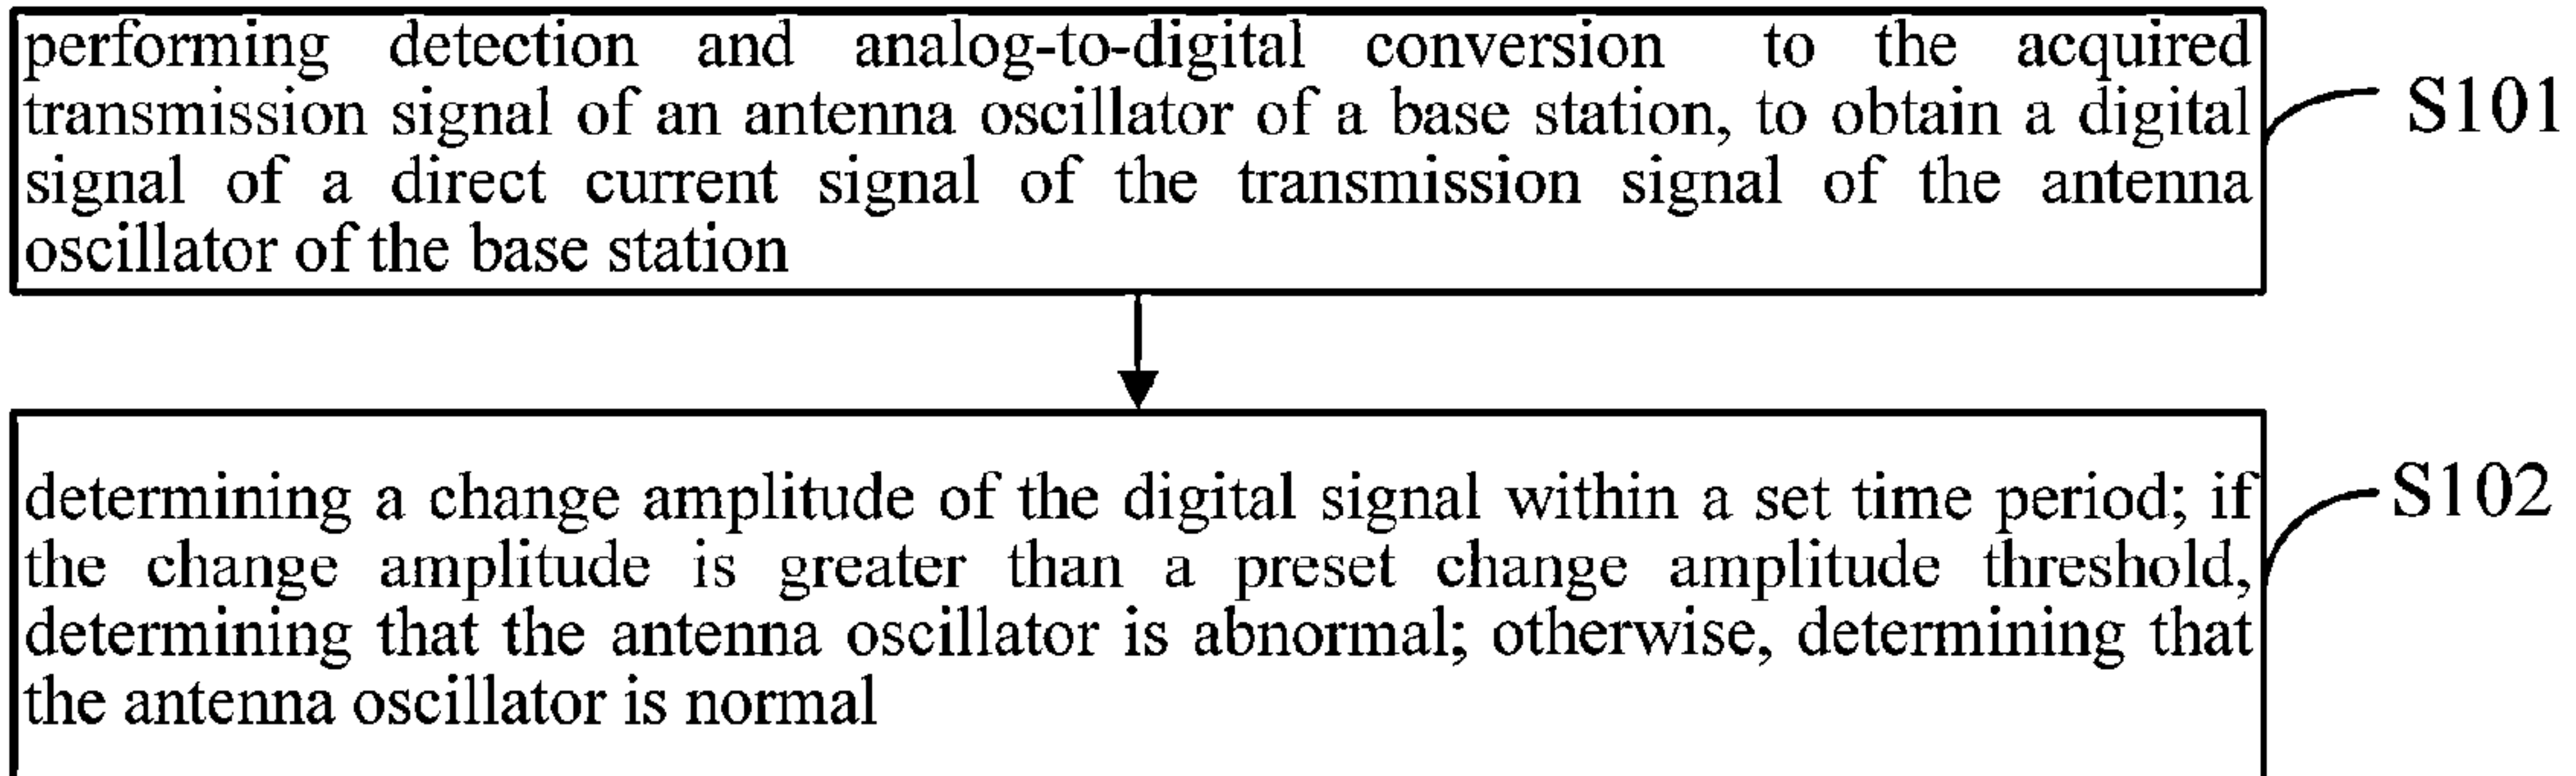 performing detection and analog-to-digital conversion to the acquired
transmission signal of an antenna oscillator of a base station, to obtain a digital
signal of a direct current signal of the transmission signal of the antenna
oscillator of the base station
S101
determining a change amplitude of the digital signal within a set time period; if
the change amplitude is greater than a preset change amplitude threshold,
determining that the antenna oscillator is abnormal; otherwise, determining that
the antenna oscillator is normal
S102